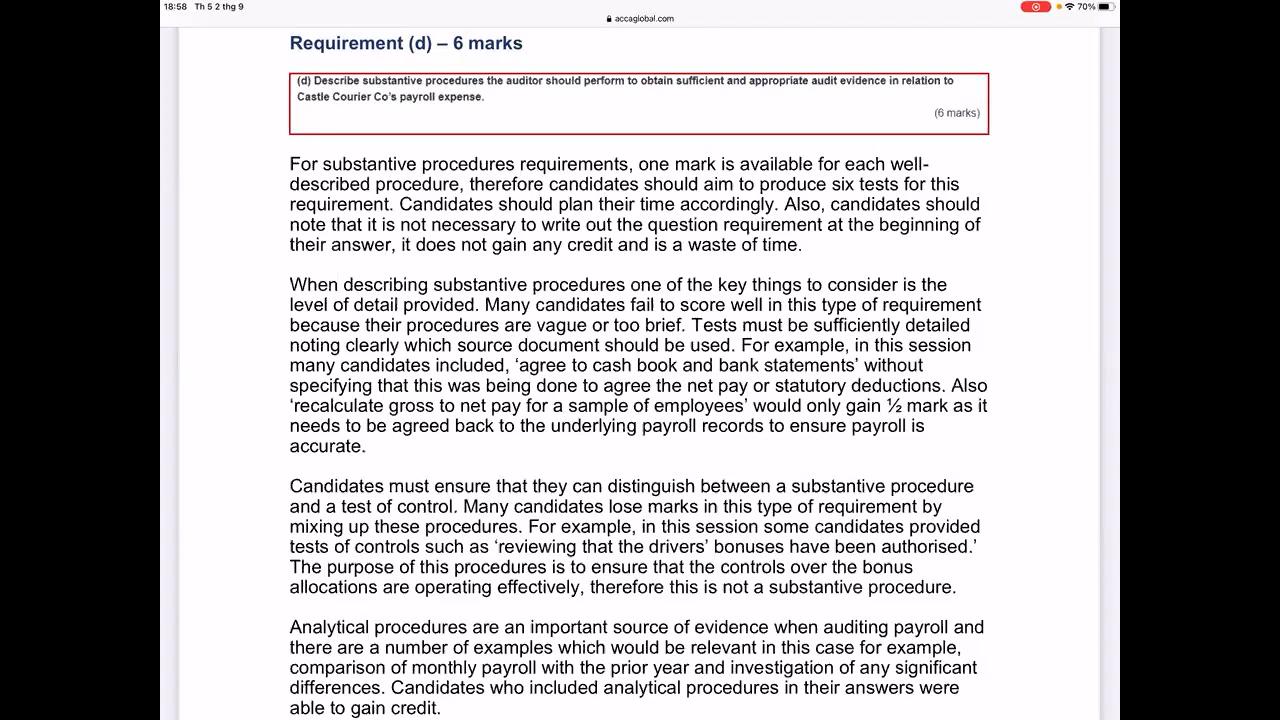 18:58 Th 5 2 thg 9
70%
accaglobal.com
Requirement (d) – 6 marks
(d) Describe substantive procedures the auditor should perform to obtain sufficient and appropriate audit evidence in relation to
Castle Courier Co's payroll expense.
(6 marks)
For substantive procedures requirements, one mark is available for each well-
described procedure, therefore candidates should aim to produce six tests for this
requirement. Candidates should plan their time accordingly. Also, candidates should
note that it is not necessary to write out the question requirement at the beginning of
their answer, it does not gain any credit and is a waste of time.
When describing substantive procedures one of the key things to consider is the
level of detail provided. Many candidates fail to score well in this type of requirement
because their procedures are vague or too brief. Tests must be sufficiently detailed
noting clearly which source document should be used. For example, in this session
many candidates included, ‘agree to cash book and bank statements’ without
specifying that this was being done to agree the net pay or statutory deductions. Also
‘recalculate gross to net pay for a sample of employees’ would only gain ½ mark as it
needs to be agreed back to the underlying payroll records to ensure payroll is
accurate.
Candidates must ensure that they can distinguish between a substantive procedure
and a test of control. Many candidates lose marks in this type of requirement by
mixing up these procedures. For example, in this session some candidates provided
tests of controls such as ‘reviewing that the drivers’ bonuses have been authorised.’
The purpose of this procedures is to ensure that the controls over the bonus
allocations are operating effectively, therefore this is not a substantive procedure.
Analytical procedures are an important source of evidence when auditing payroll and
there are a number of examples which would be relevant in this case for example,
comparison of monthly payroll with the prior year and investigation of any significant
differences. Candidates who included analytical procedures in their answers were
able to gain credit.